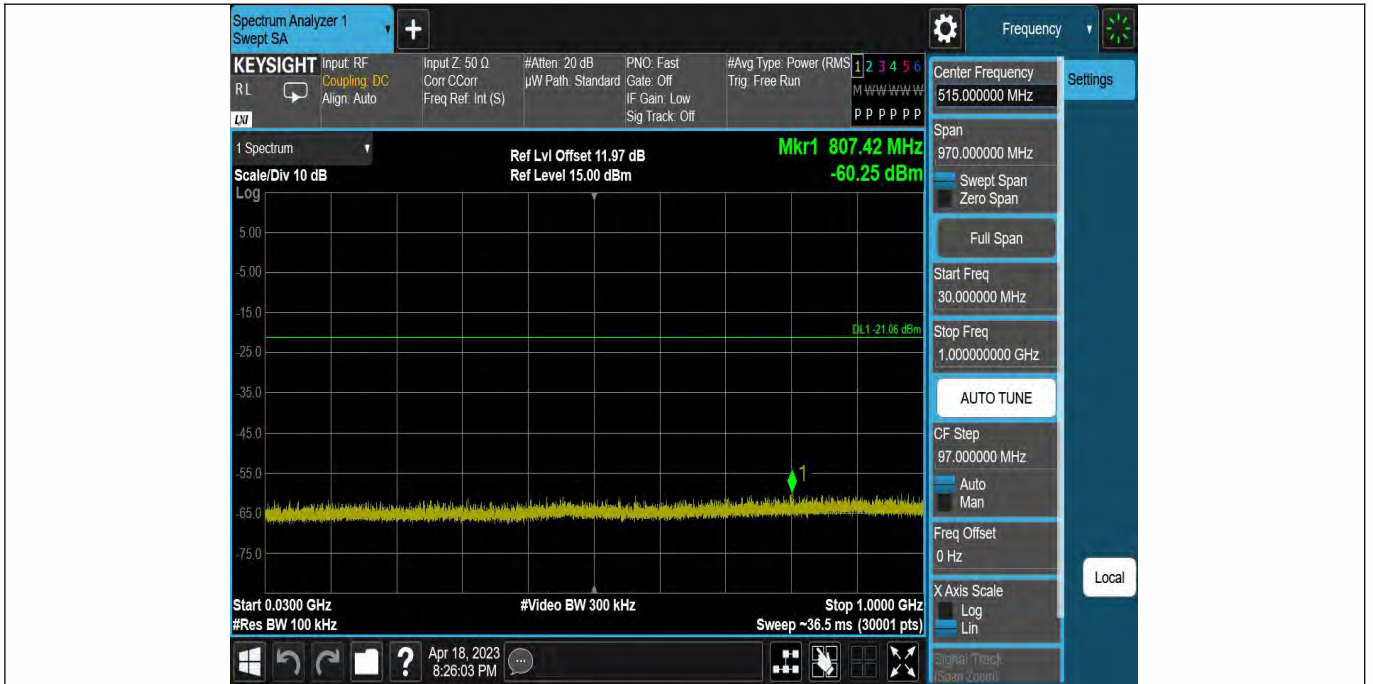 Spectrum Analyzer 1
Swept SA
+
Frequency
KEYSIGHT
RL
LXI
Input: RF
Coupling: DC
Align: Auto
Input Z: 50 Ω
Corr CCorr
Freq Ref: Int (S)
#Atten: 20 dB
µW Path: Standard
PNO: Fast
Gate: Off
IF Gain: Low
Sig Track: Off
#Avg Type: Power (RMS
Trig: Free Run
1 2 3 4 5 6
M W W W W W
P P P P P P
1 Spectrum
Scale/Div 10 dB
Ref Lvl Offset 11.97 dB
Ref Level 15.00 dBm
Mkr1 807.42 MHz
-60.25 dBm
Log
5.00
-5.00
-15.0
DL1 -21.06 dBm
-25.0
-35.0
-45.0
-55.0
1
-65.0
-75.0
Start 0.0300 GHz
#Res BW 100 kHz
#Video BW 300 kHz
Stop 1.0000 GHz
Sweep ~36.5 ms (30001 pts)
?
Apr 18, 2023
8:26:03 PM
Center Frequency
515.000000 MHz
Settings
Span
970.000000 MHz
Swept Span
Zero Span
Full Span
Start Freq
30.000000 MHz
Stop Freq
1.000000000 GHz
AUTO TUNE
CF Step
97.000000 MHz
Auto
Man
Freq Offset
0 Hz
X Axis Scale
Log
Lin
Local
Signal Track
(Span Zoom)